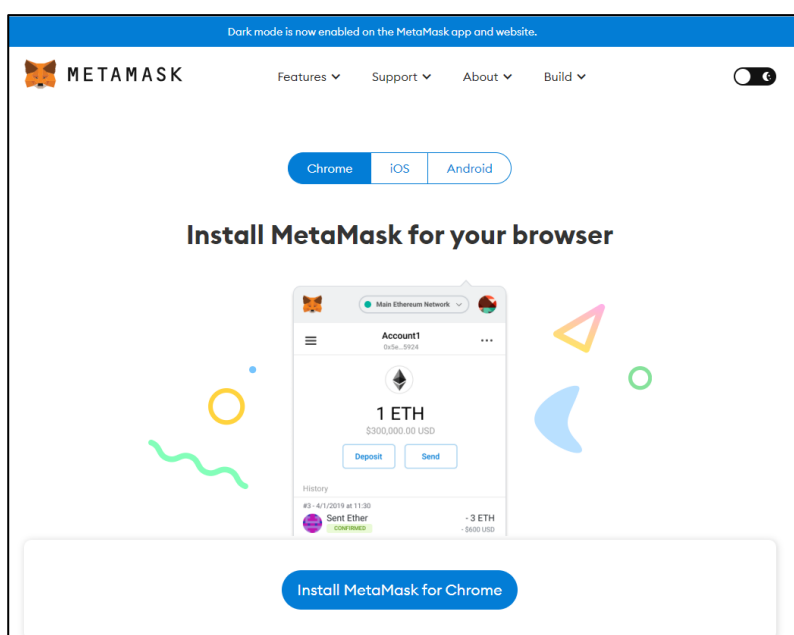 Dark mode is now enabled on the MetaMask app and website.
METAMASK Features Support About Build
Chrome iOS Android
Install MetaMask for your browser
Main Ethereum Network
Account1
0x5e...5924
1 ETH
$300,000.00 USD
Deposit Send
History
#3 - 4/1/2019 at 11:30
Sent Ether - 3 ETH
CONFIRMED - $600 USD
Install MetaMask for Chrome